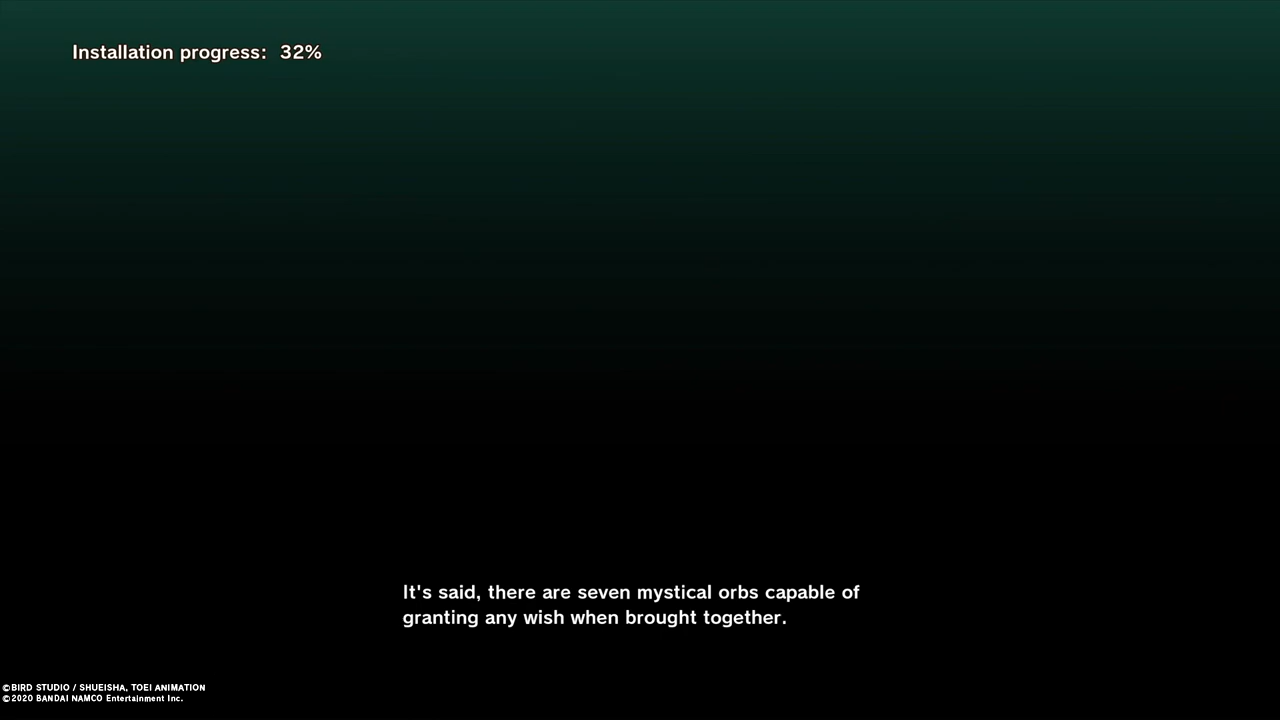 Installation progress: 32%
It's said, there are seven mystical orbs capable of
granting any wish when brought together.
©BIRD STUDIO / SHUEISHA, TOEI ANIMATION
©2020 BANDAI NAMCO Entertainment Inc.